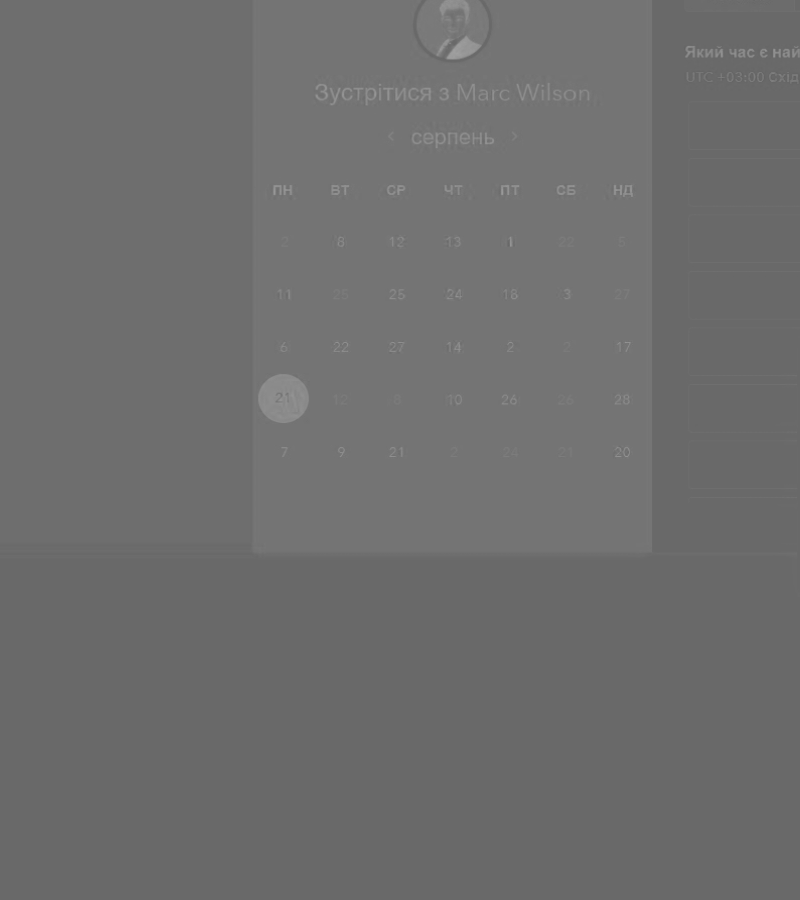 Зустрітися з Marc Wilson
серпень
ПН ВТ СР ЧТ ПТ СБ НД
2 8 12 13 1 22 5
11 25 25 24 18 3 27
6 22 27 14 2 2 17
21 12 8 10 26 26 28
7 9 21 2 24 21 20
Який час є най
UTC +03:00 Схід